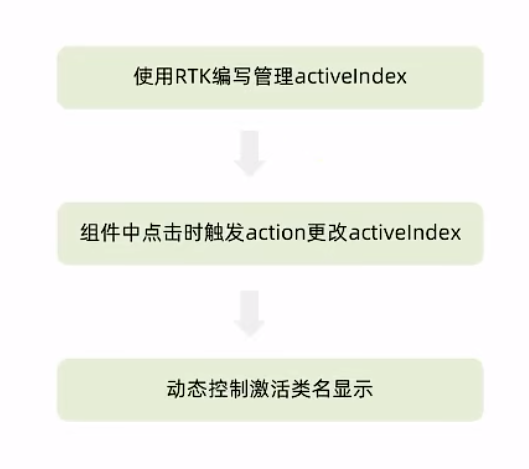 使用RTK编写管理activeIndex
组件中点击时触发action更改activeIndex
动态控制激活类名显示